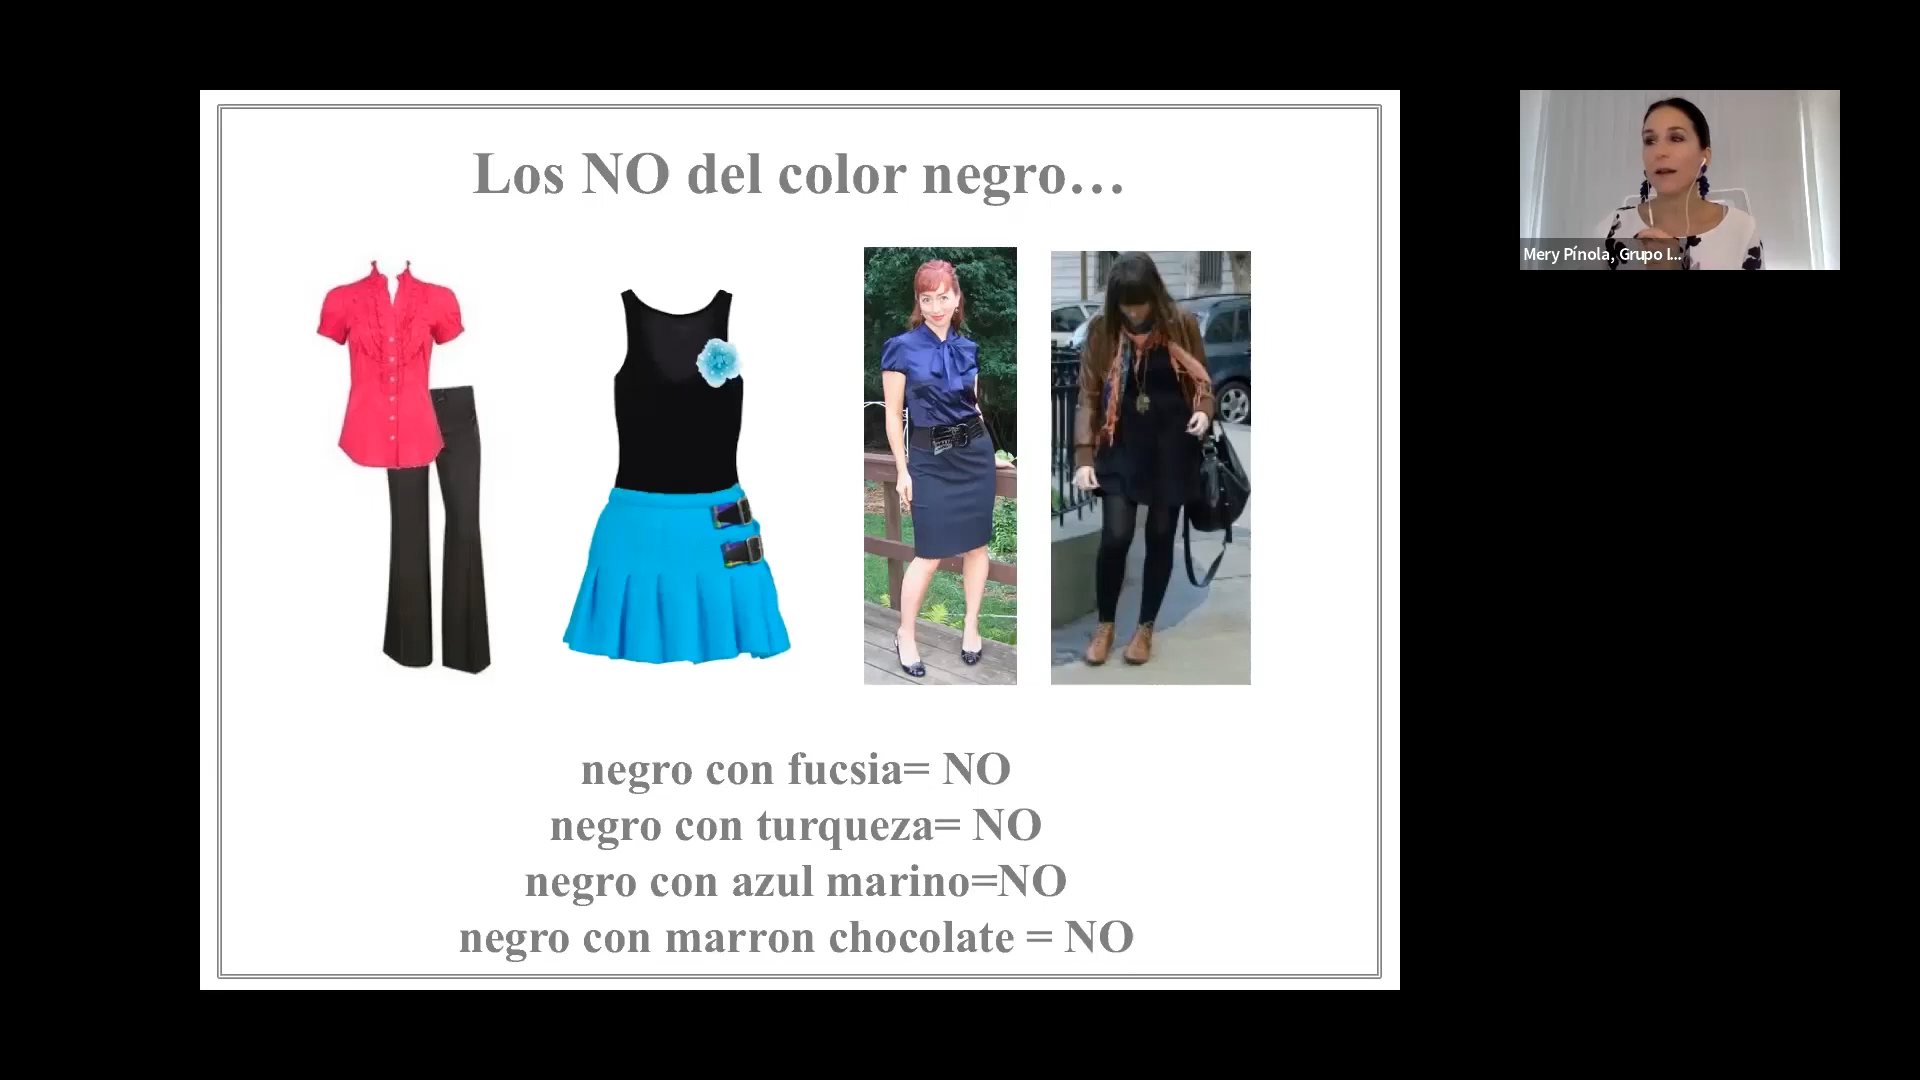 Los NO del color negro…
Mery Pínola, Grupo I...
negro con fucsia= NO
negro con turqueza= NO
negro con azul marino=NO
negro con marron chocolate = NO